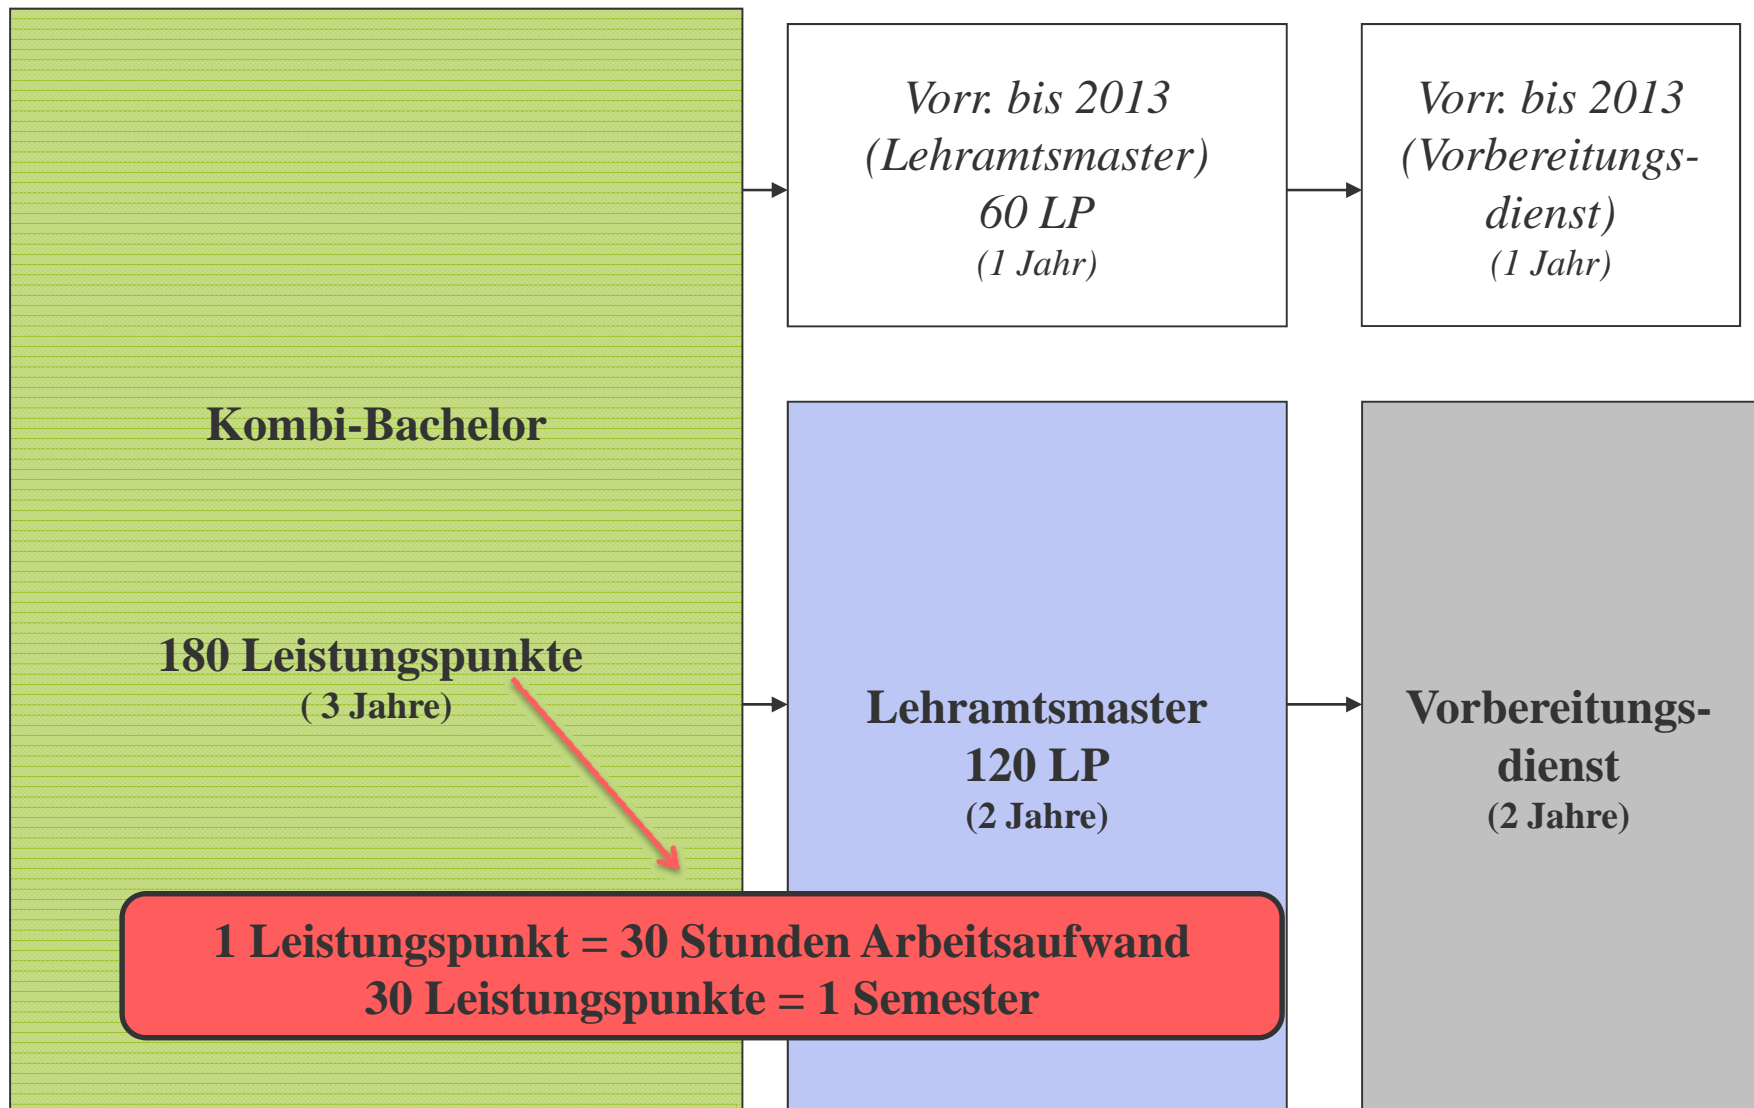 Kombi-Bachelor
180 Leistungspunkte
( 3 Jahre)
Vorr. bis 2013
(Lehramtsmaster)
60 LP
(1 Jahr)
Vorr. bis 2013
(Vorbereitungs-
dienst)
(1 Jahr)
Lehramtsmaster
120 LP
(2 Jahre)
Vorbereitungs-
dienst
(2 Jahre)
1 Leistungspunkt = 30 Stunden Arbeitsaufwand
30 Leistungspunkte = 1 Semester